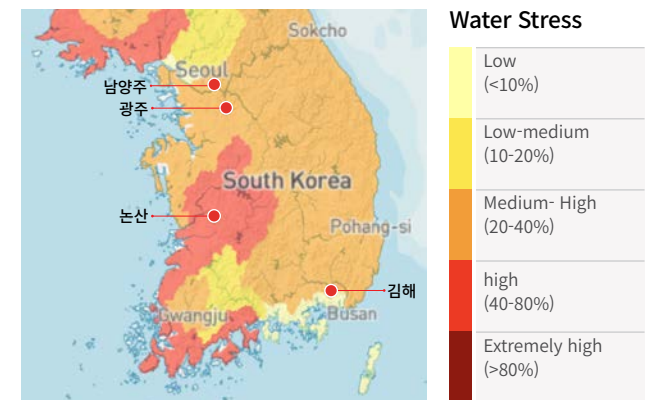 Sokcho
Seoul
남양주
광주
South Korea
논산
Pohang-si
김해
Gwangju
Busan
Water Stress
Low
(<10%)
Low-medium
(10-20%)
Medium- High
(20-40%)
high
(40-80%)
Extremely high
(>80%)